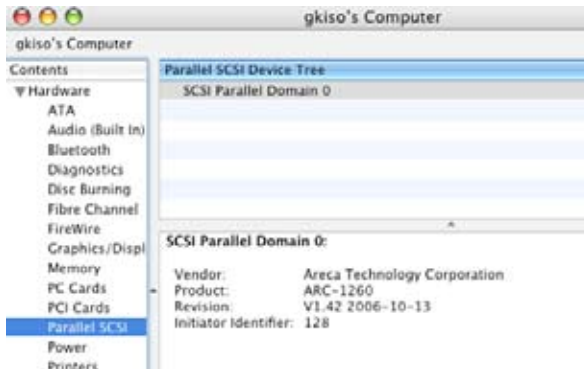 gkiso's Computer
gkiso's Computer
Contents
Hardware
ATA
Audio (Built In)
Bluetooth
Diagnostics
Disc Burning
Fibre Channel
FireWire
Graphics/Displ
Memory
PC Cards
PCI Cards
Parallel SCSI
Power
Printers
Parallel SCSI Device Tree
SCSI Parallel Domain 0
SCSI Parallel Domain 0:
Vendor: Areca Technology Corporation
Product: ARC-1260
Revision: V1.42 2006-10-13
Initiator Identifier: 128